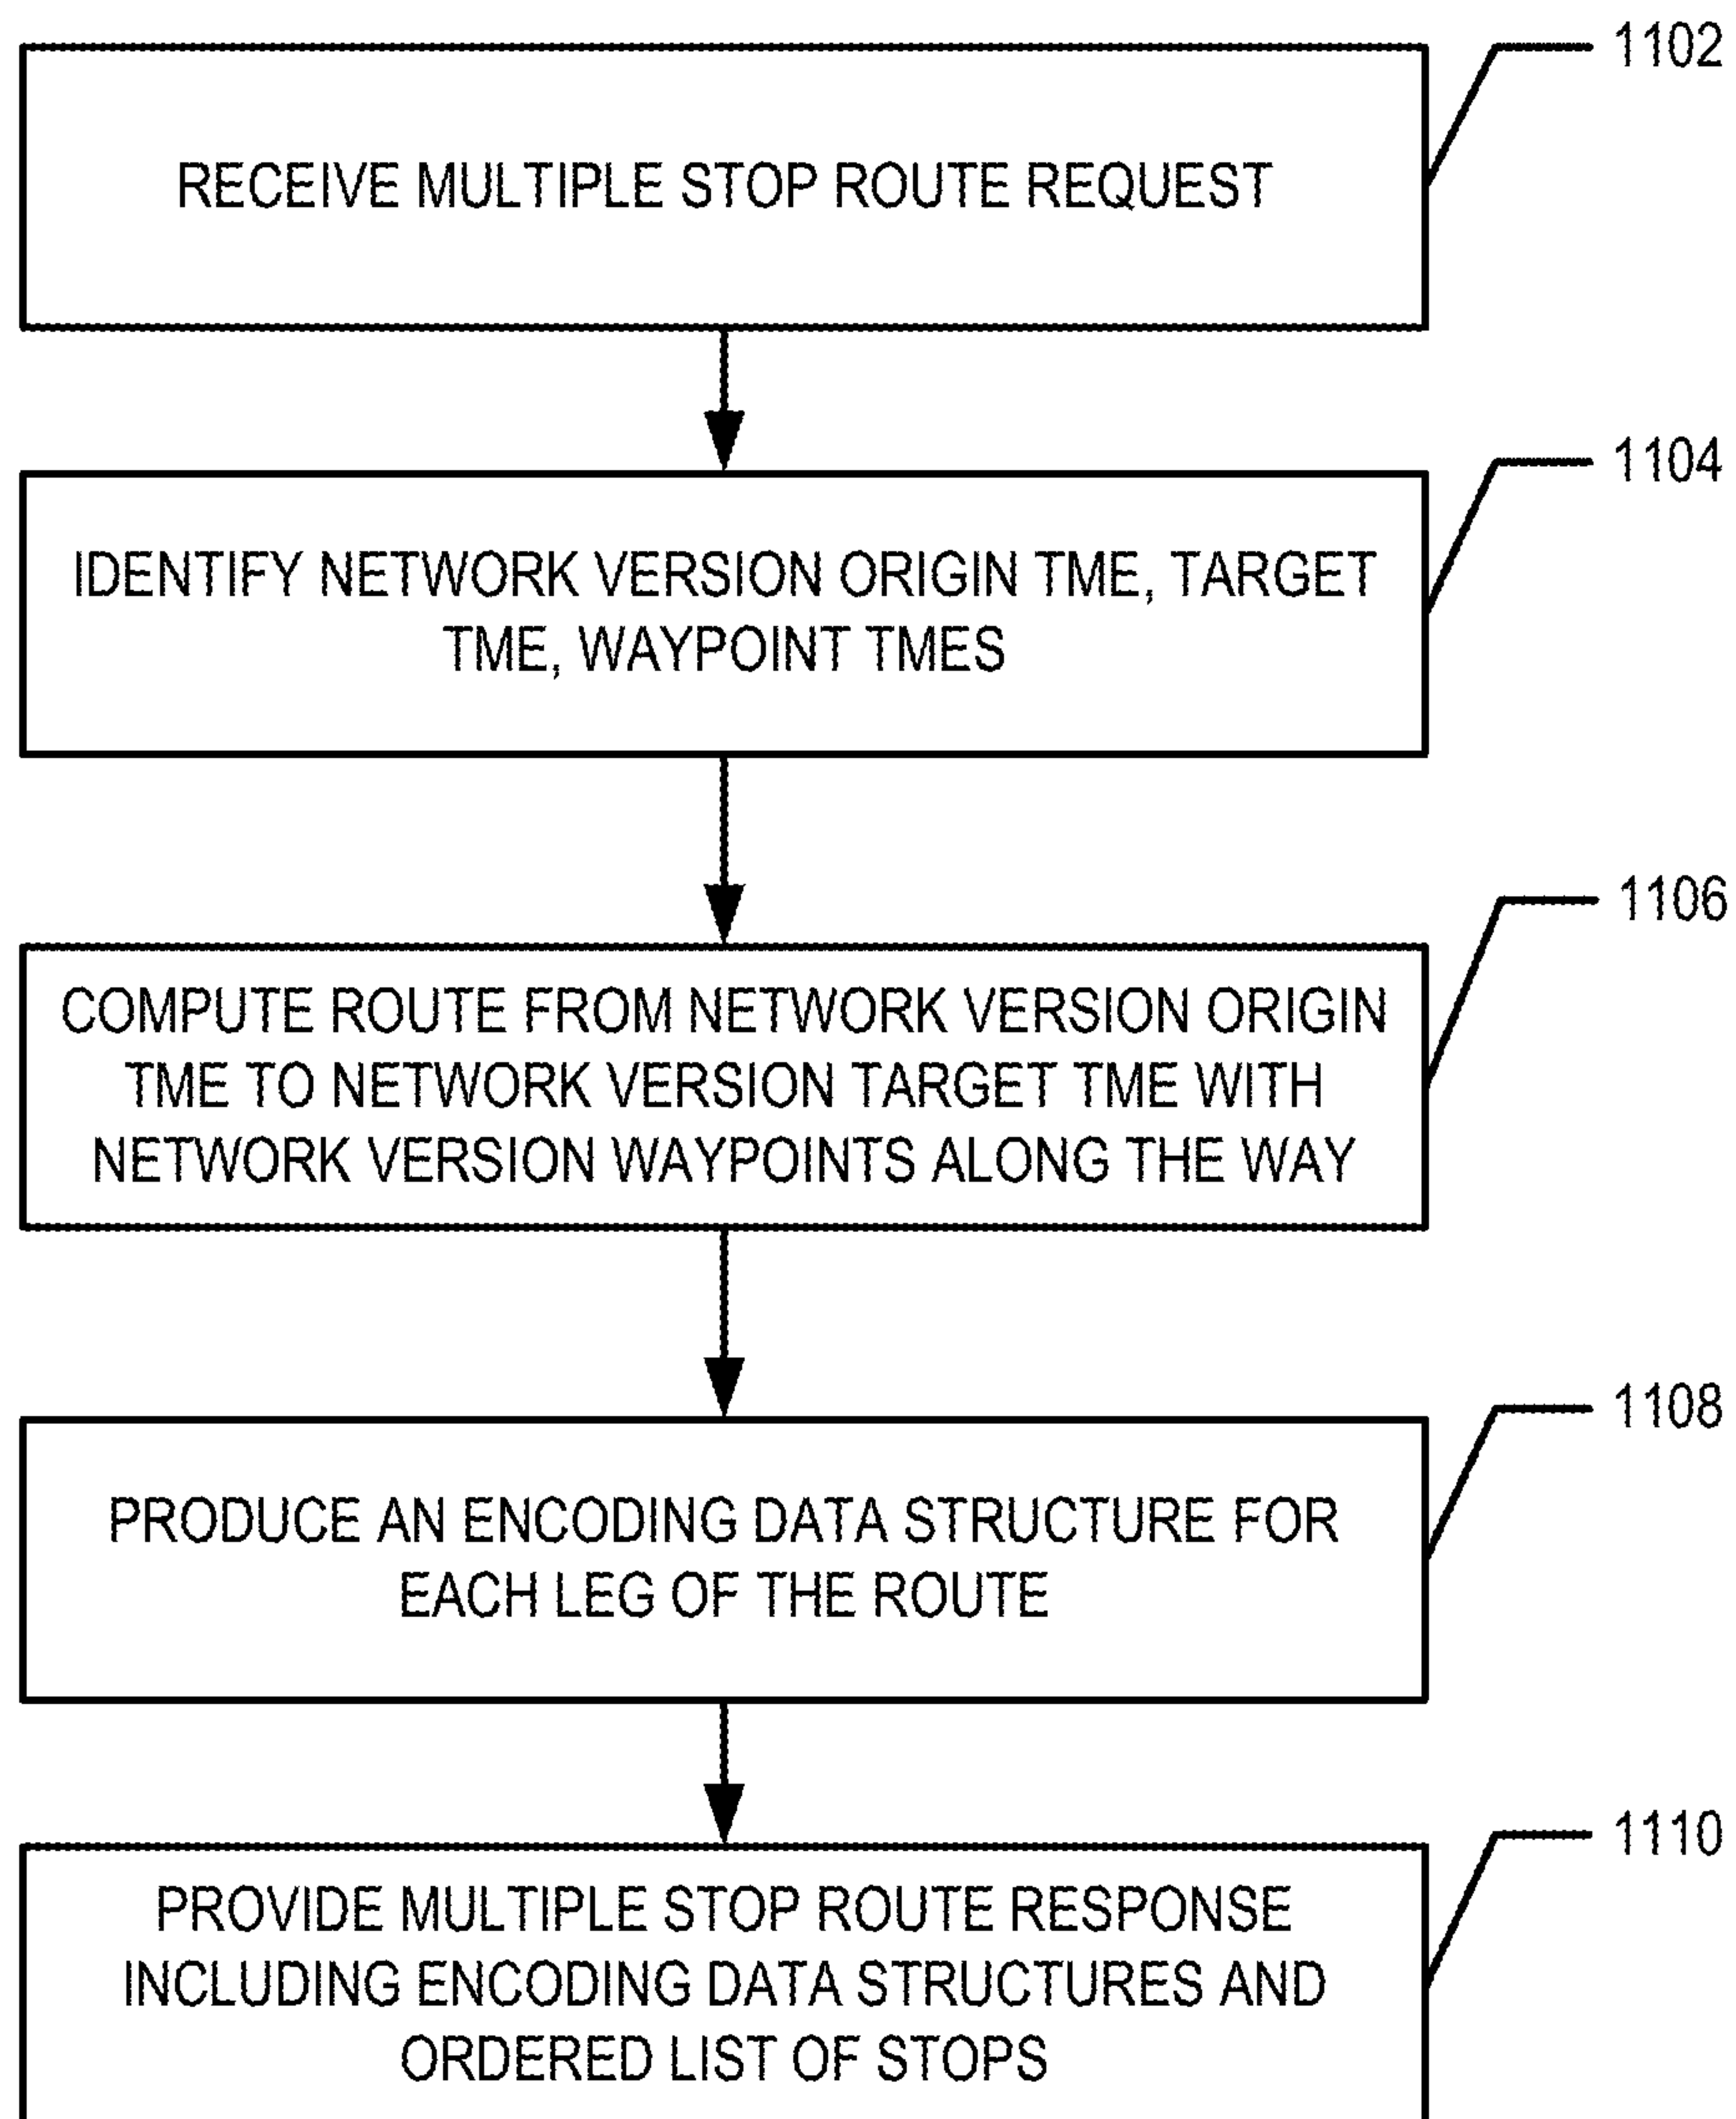 1102
RECEIVE MULTIPLE STOP ROUTE REQUEST
1104
IDENTIFY NETWORK VERSION ORIGIN TME, TARGET
TME, WAYPOINT TMES
1106
COMPUTE ROUTE FROM NETWORK VERSION ORIGIN
TME TO NETWORK VERSION TARGET TME WITH
NETWORK VERSION WAYPOINTS ALONG THE WAY
1108
PRODUCE AN ENCODING DATA STRUCTURE FOR
EACH LEG OF THE ROUTE
1110
PROVIDE MULTIPLE STOP ROUTE RESPONSE
INCLUDING ENCODING DATA STRUCTURES AND
ORDERED LIST OF STOPS